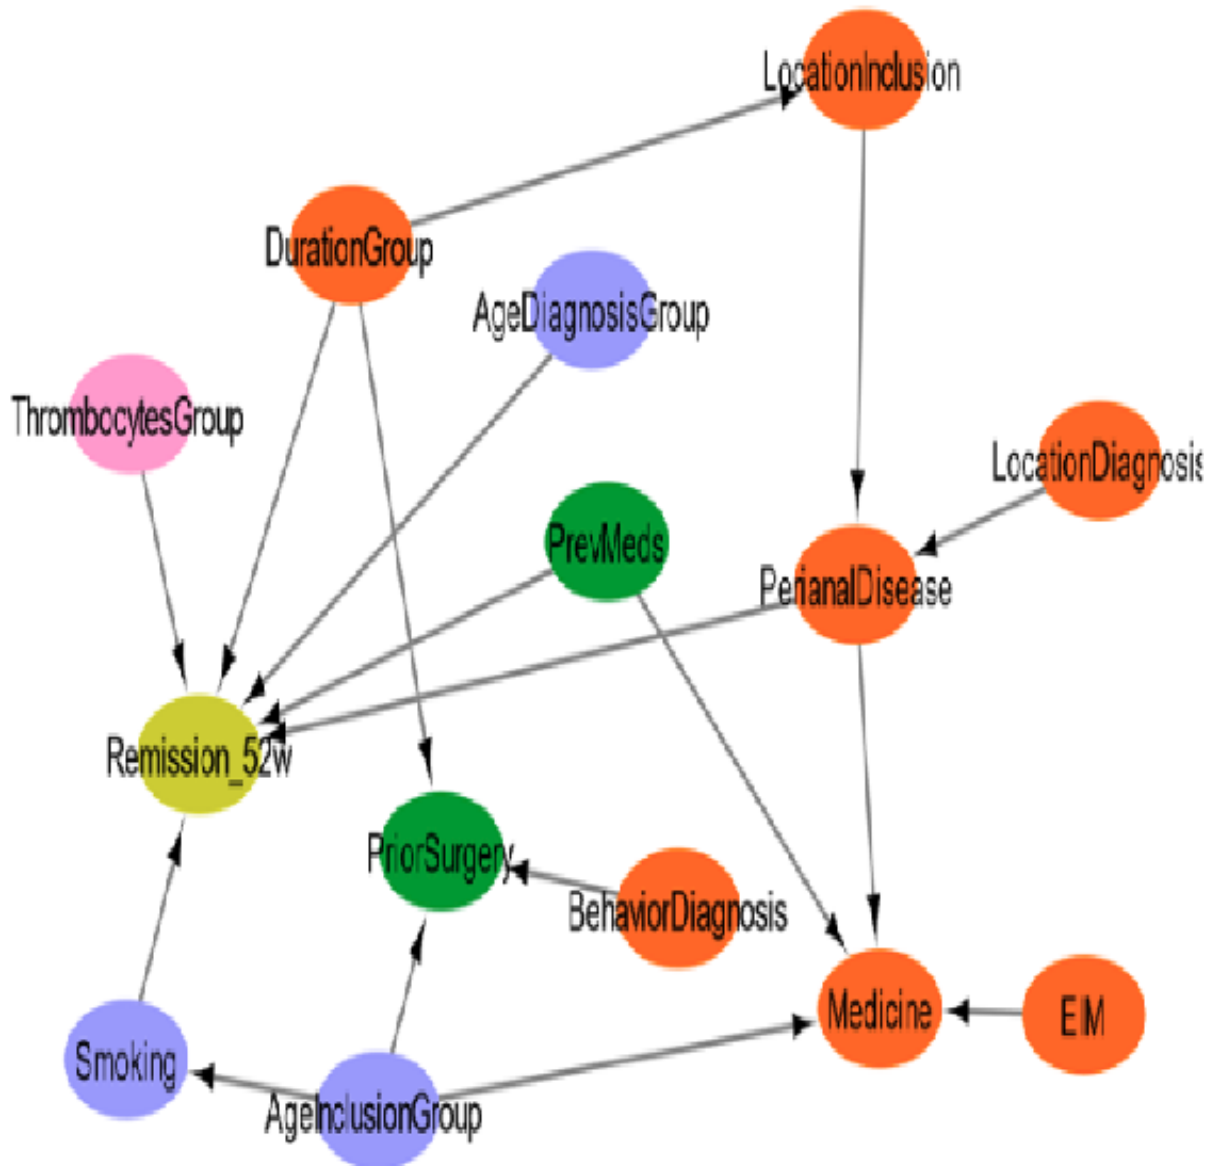 LocationInclusion
DurationGroup
AgeDiagnosisGroup
ThrombocytesGroup
LocationDiagnosis
PrevMeds
PerianalDisease
Remission_52w
PriorSurgery
BehaviorDiagnosis
Medicine
EIM
Smoking
AgeInclusionGroup